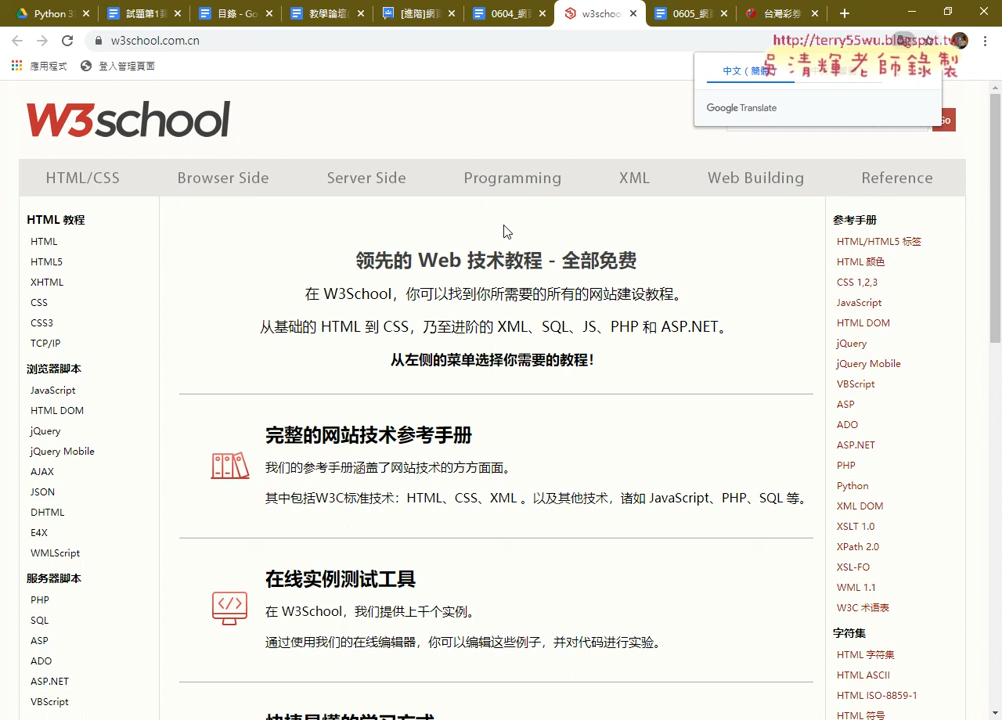 Python 3
試題第1
目錄 - Go
教學論壇(
[進階]網
0604_網
w3schoo
0605_網
台灣彩券
w3school.com.cn
http://terry55wu.blogspot.tw
吳清輝老師錄製
應用程式
登入管理頁面
中文 (簡體
Google Translate
W3school
Go
HTML/CSS
Browser Side
Server Side
Programming
XML
Web Building
Reference
HTML 教程
HTML
HTML5
XHTML
CSS
CSS3
TCP/IP
浏览器脚本
JavaScript
HTML DOM
jQuery
jQuery Mobile
AJAX
JSON
DHTML
E4X
WMLScript
服务器脚本
PHP
SQL
ASP
ADO
ASP.NET
VBScript
领先的 Web 技术教程 - 全部免费
在 W3School，你可以找到你所需要的所有的网站建设教程。
从基础的 HTML 到 CSS，乃至进阶的 XML、SQL、JS、PHP 和 ASP.NET。
从左侧的菜单选择你需要的教程！
完整的网站技术参考手册
我们的参考手册涵盖了网站技术的方方面面。
其中包括W3C标准技术：HTML、CSS、XML 。以及其他技术，诸如 JavaScript、PHP、SQL 等。
在线实例测试工具
在 W3School，我们提供上千个实例。
通过使用我们的在线编辑器，你可以编辑这些例子，并对代码进行实验。
快捷易懂的学习方式
参考手册
HTML/HTML5 标签
HTML 颜色
CSS 1,2,3
JavaScript
HTML DOM
jQuery
jQuery Mobile
VBScript
ASP
ADO
ASP.NET
PHP
Python
XML DOM
XSLT 1.0
XPath 2.0
XSL-FO
WML 1.1
W3C 术语表
字符集
HTML 字符集
HTML ASCII
HTML ISO-8859-1
HTML 符号